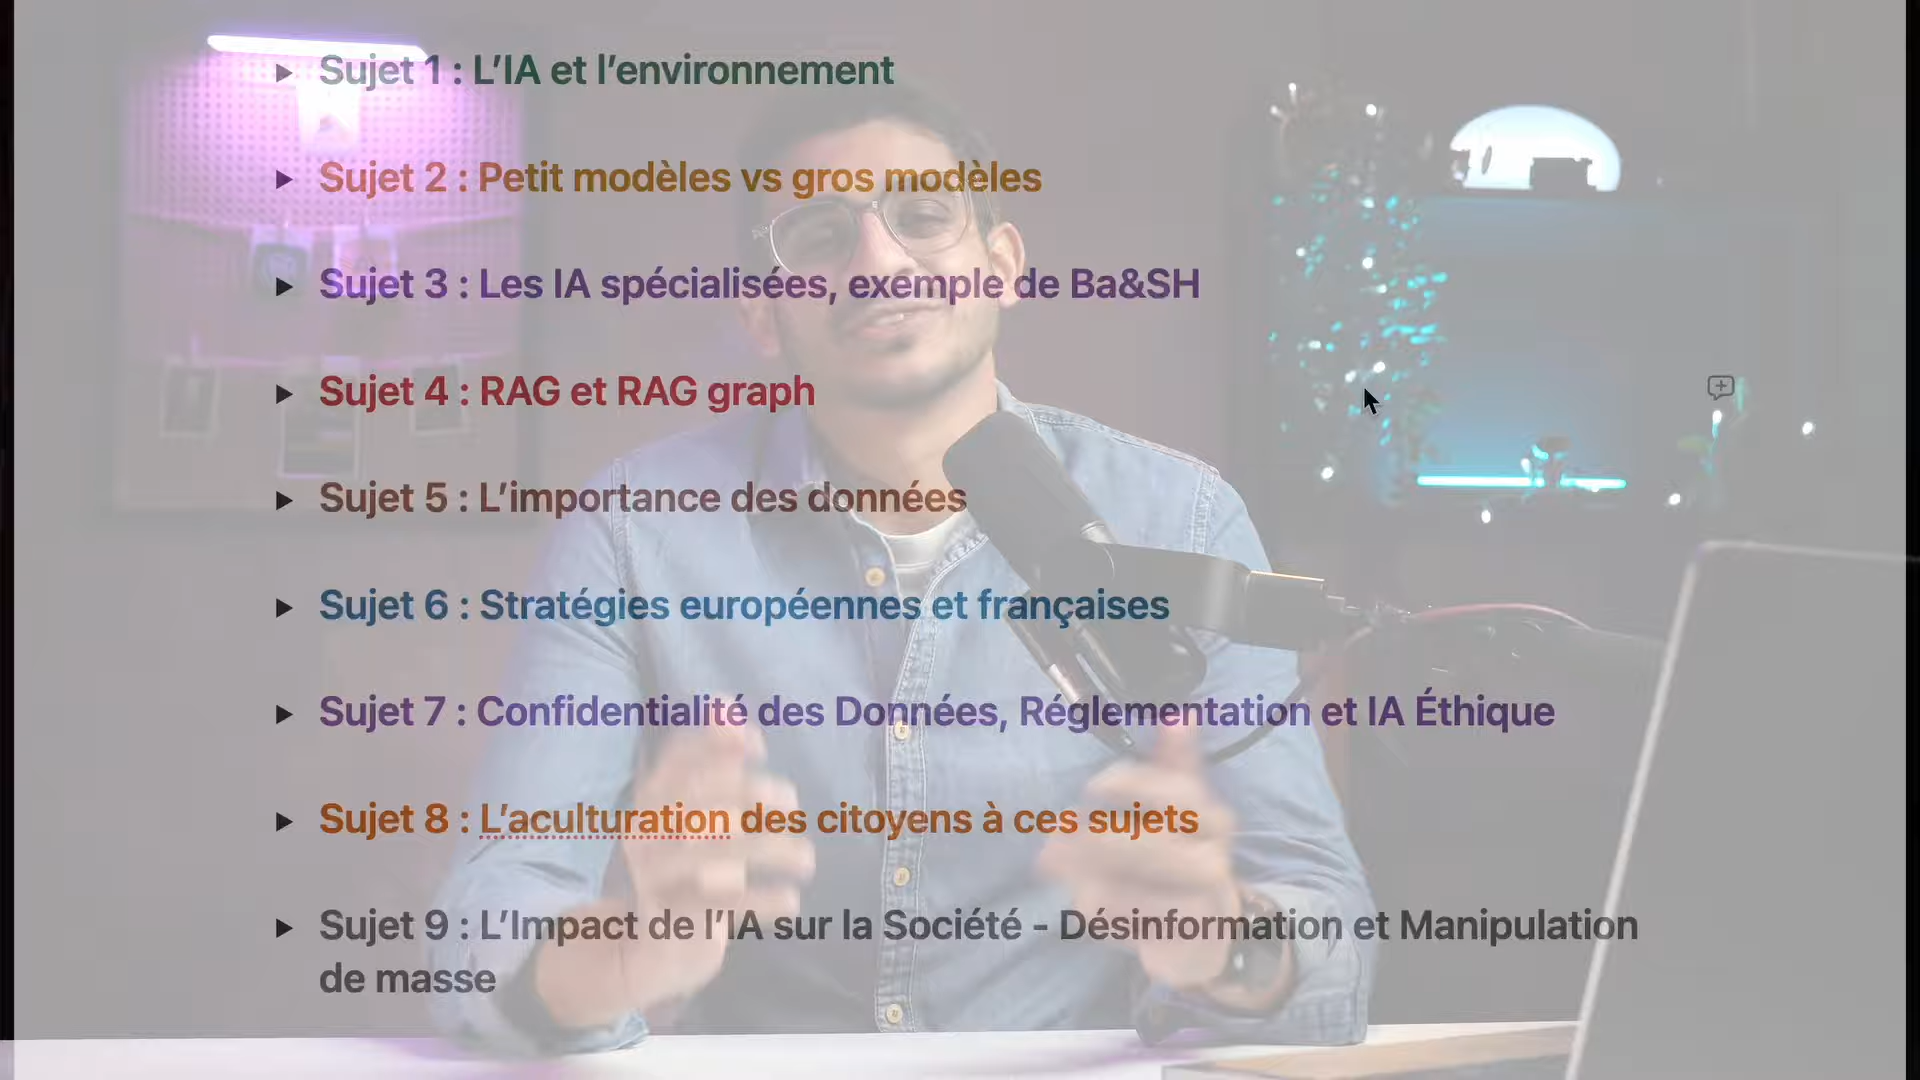 Sujet 1 : L’IA et l’environnement
Sujet 2 : Petit modèles vs gros modèles
Sujet 3 : Les IA spécialisées, exemple de Ba&SH
Sujet 4 : RAG et RAG graph
Sujet 5 : L’importance des données
Sujet 6 : Stratégies européennes et françaises
Sujet 7 : Confidentialité des Données, Réglementation et IA Éthique
Sujet 8 : L’aculturation des citoyens à ces sujets
Sujet 9 : L’Impact de l’IA sur la Société - Désinformation et Manipulation
de masse